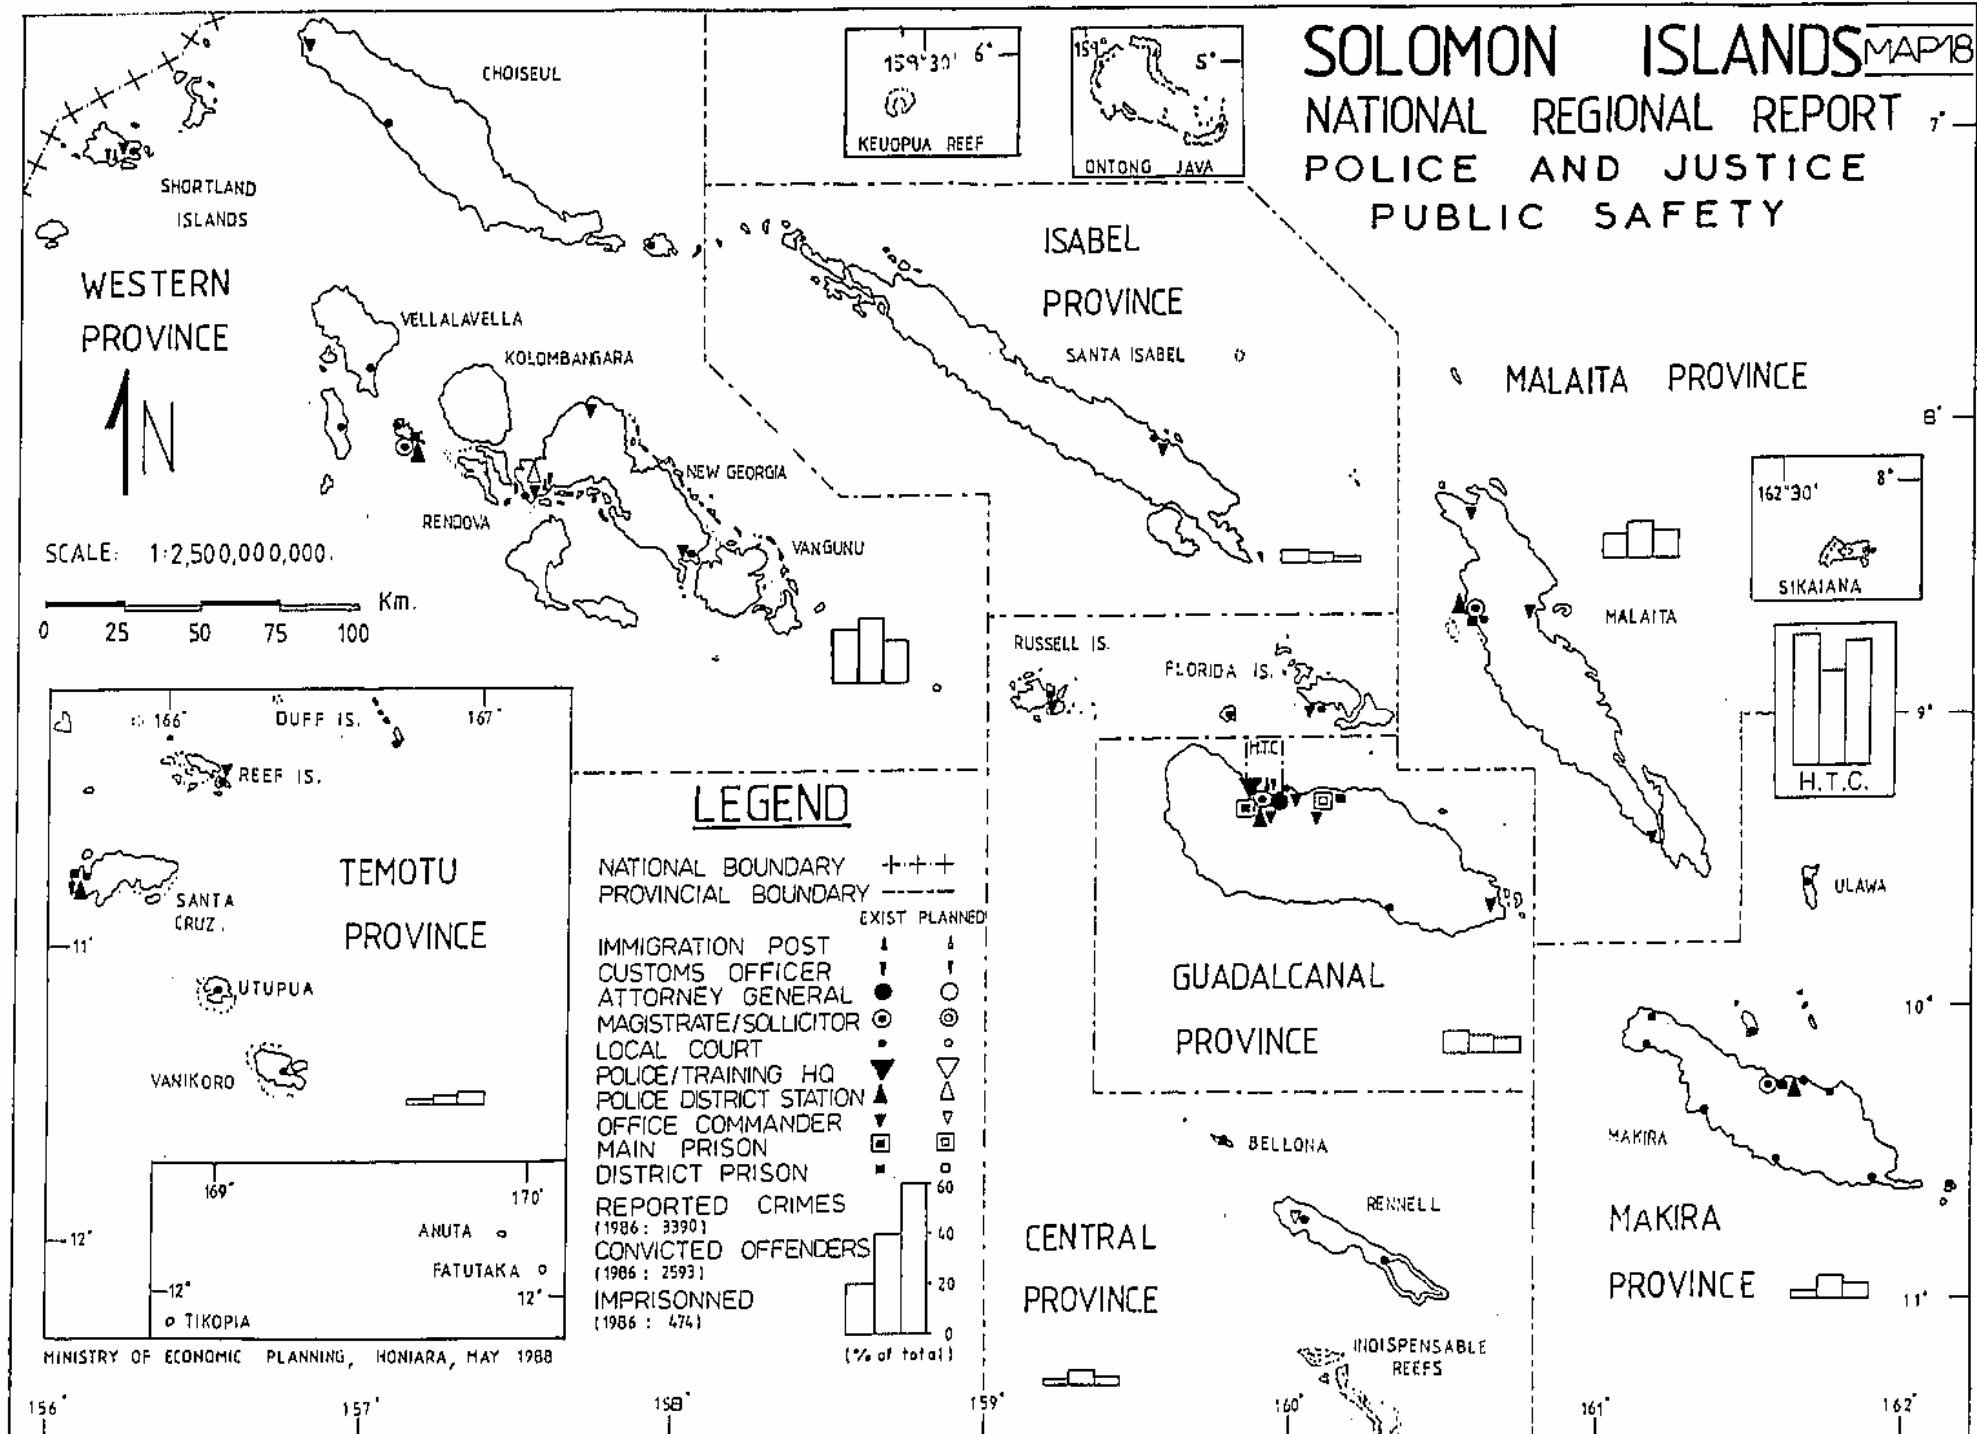 SOLOMON ISLANDS
MAP18
NATIONAL REGIONAL REPORT
POLICE AND JUSTICE
PUBLIC SAFETY
CHOISEUL
SHORTLAND
ISLANDS
WESTERN
PROVINCE
N
VELLALAVELLA
KOLOMBANGARA
NEW GEORGIA
RENDOVA
VANGUNU
SCALE: 1:2,500,000,000.
Km.
0 25 50 75 100
159°30' 6°
KEUOPUA REEF
159° 5°
ONTONG JAVA
ISABEL
PROVINCE
SANTA ISABEL
MALAITA PROVINCE
7°
8°
162°30' 8°
SIKAIANA
MALAITA
H.T.C.
9°
RUSSELL IS.
FLORIDA IS.
H.T.C
ULAWA
GUADALCANAL
PROVINCE
10°
MAKIRA
MAKIRA
PROVINCE
11°
BELLONA
RENNELL
CENTRAL
PROVINCE
INDISPENSABLE
REEFS
166° DUFF IS. 167°
REEF IS.
TEMOTU
PROVINCE
SANTA
CRUZ.
11°
UTUPUA
VANIKORO
169° 170°
ANUTA
FATUTAKA
12°
12°
12°
TIKOPIA
MINISTRY OF ECONOMIC PLANNING, HONIARA, MAY 1988
LEGEND
NATIONAL BOUNDARY
PROVINCIAL BOUNDARY
EXIST PLANNED
IMMIGRATION POST
CUSTOMS OFFICER
ATTORNEY GENERAL
MAGISTRATE/SOLLICITOR
LOCAL COURT
POLICE/TRAINING HQ
POLICE DISTRICT STATION
OFFICE COMMANDER
MAIN PRISON
DISTRICT PRISON
REPORTED CRIMES
(1986: 3390)
CONVICTED OFFENDERS
(1986 : 2593)
IMPRISONNED
(1986 : 474)
60
40
20
0
(% of total)
156° 157° 158° 159° 160° 161° 162°